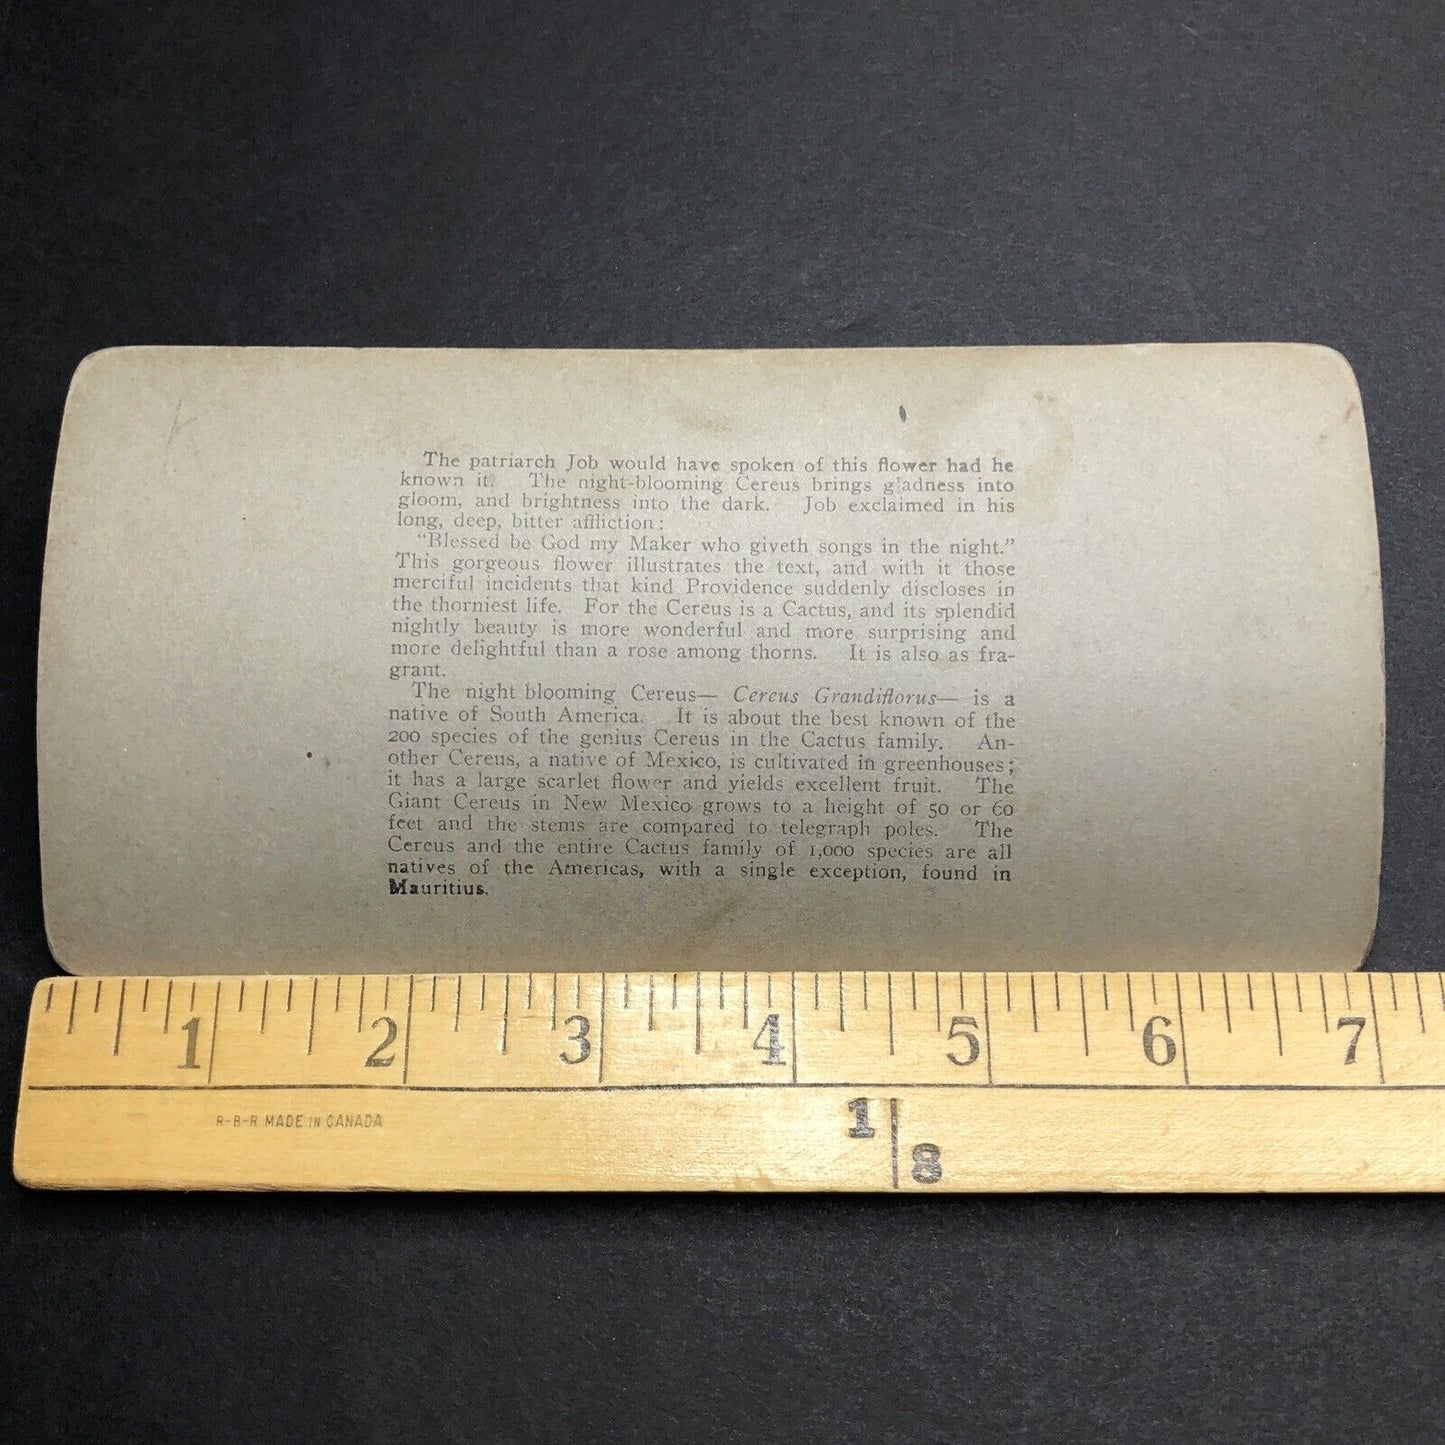 The patriarch Job would have spoken of this flower had he
known it. The night-blooming Cereus brings gladness into
gloom, and brightness into the dark. Job exclaimed in his
long, deep, bitter affliction:
"Blessed be God my Maker who giveth songs in the night."
This gorgeous flower illustrates the text, and with it those
merciful incidents that kind Providence suddenly discloses in
the thorniest life. For the Cereus is a Cactus, and its splendid
nightly beauty is more wonderful and more surprising and
more delightful than a rose among thorns. It is also as fra-
grant.
The night blooming Cereus— Cereus Grandiflorus— is a
native of South America. It is about the best known of the
200 species of the genius Cereus in the Cactus family. An-
other Cereus, a native of Mexico, is cultivated in greenhouses;
it has a large scarlet flower and yields excellent fruit. The
Giant Cereus in New Mexico grows to a height of 50 or 60
feet and the stems are compared to telegraph poles. The
Cereus and the entire Cactus family of 1,000 species are all
natives of the Americas, with a single exception, found in
Mauritius.
1 2 3 4 5 6 7
R-B-R MADE IN CANADA
1
8